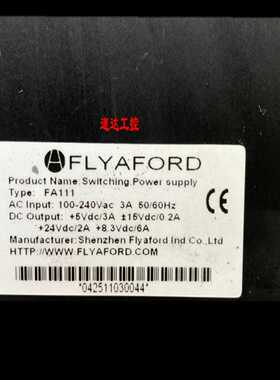 速达工控
FLYAFORD
Product Name: Switching Power supply
Type: FA111
AC Input: 100-240Vac 3A 50/60Hz
DC Output: +5Vdc/3A ±15Vdc/0.2A
+24Vdc/2A +8.3Vdc/6A
Manufacturer: Shenzhen Flyaford Ind Co.,Ltd
HTTP://WWW.FLYAFORD.COM
CE
*042511030044*